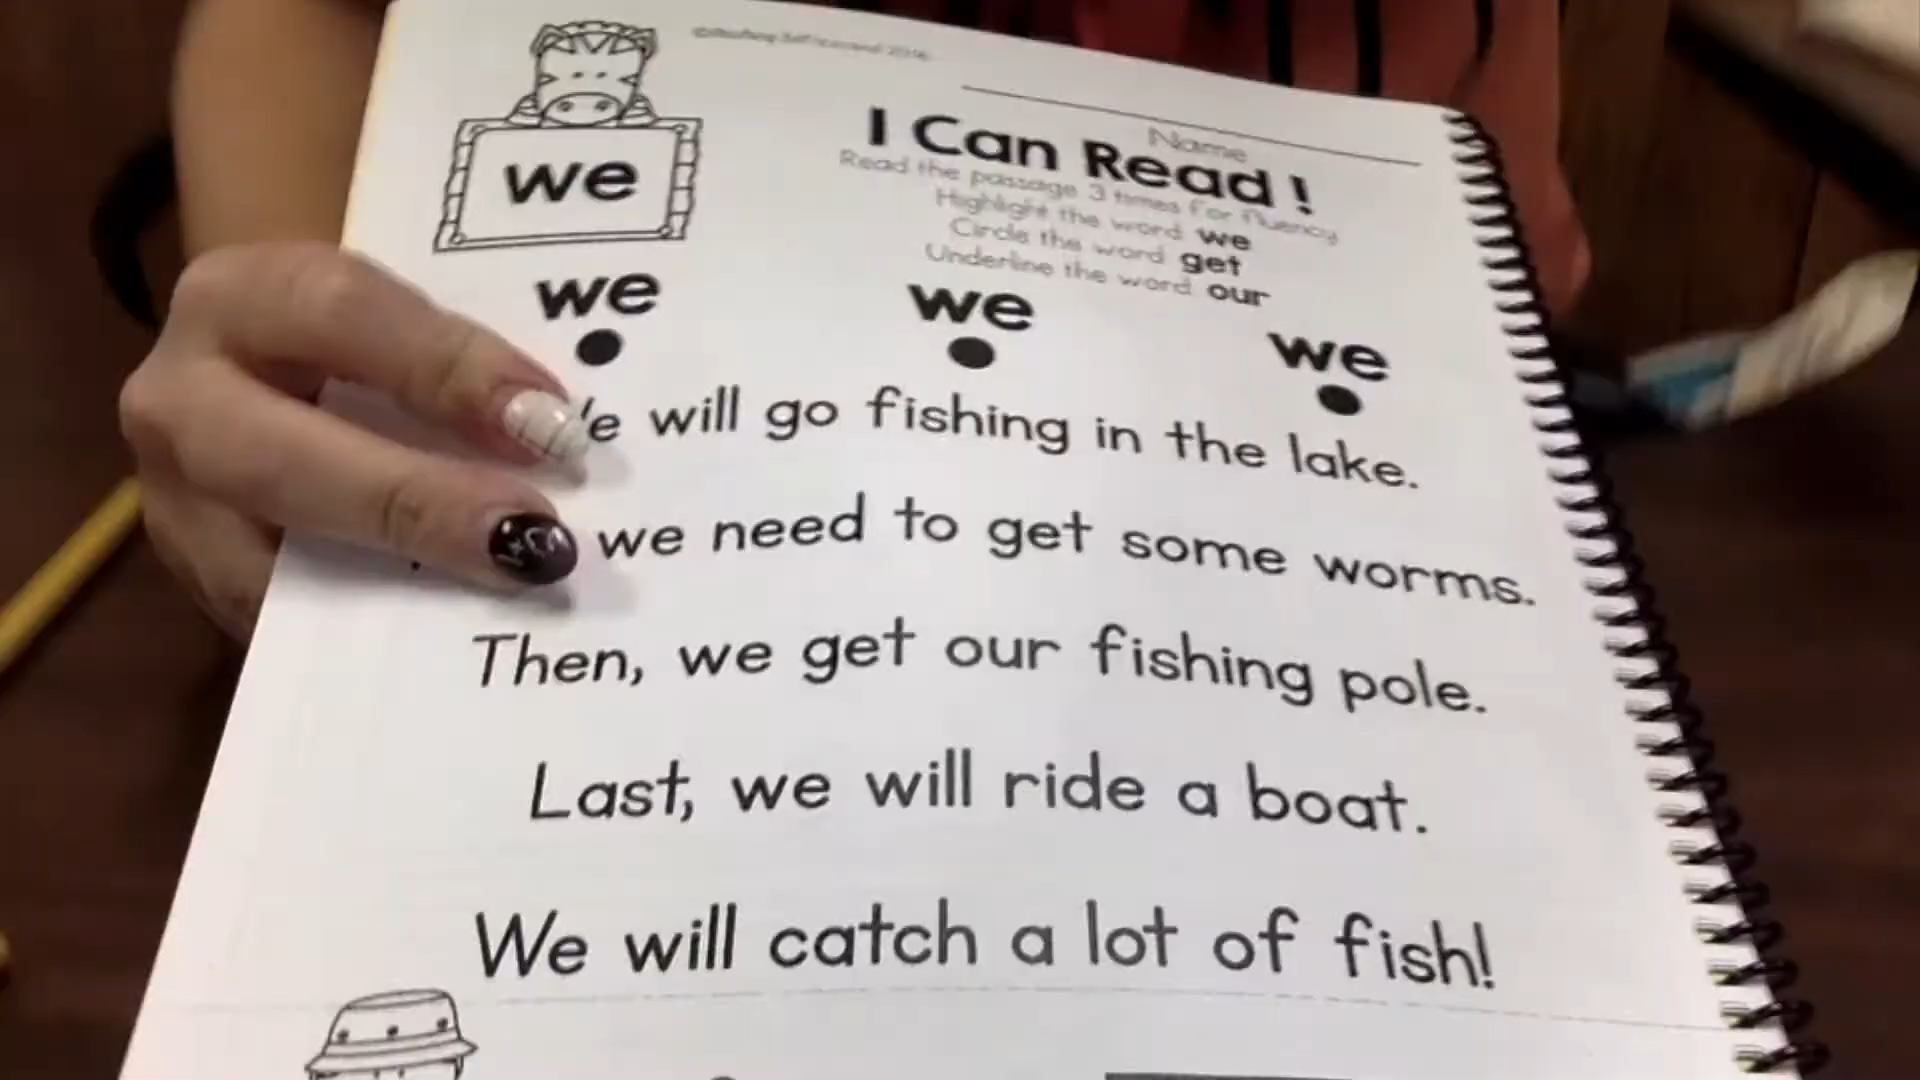 Name
I Can Read !
we
Read the passage 3 times for fluency
Highlight the word we
Circle the word get
Underline the word our
we we we
will go fishing in the lake.
we need to get some worms.
Then, we get our fishing pole.
Last, we will ride a boat.
We will catch a lot of fish!